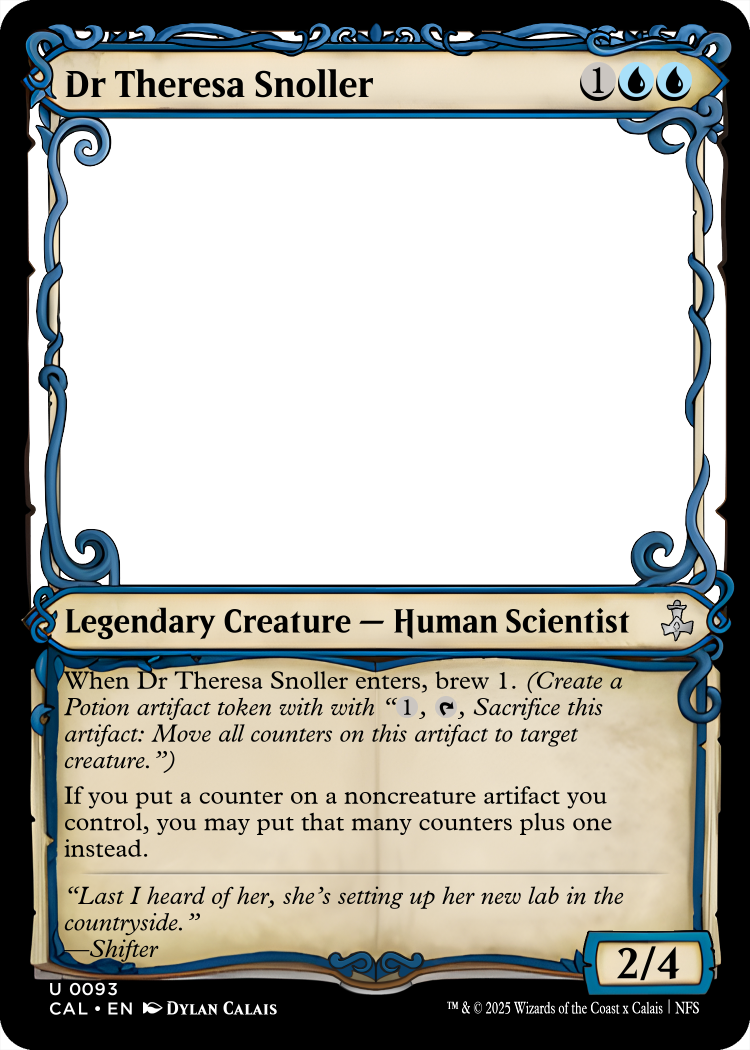 Dr Theresa Snoller 1
Legendary Creature — Human Scientist
When Dr Theresa Snoller enters, brew 1. (Create a
Potion artifact token with with “1, , Sacrifice this
artifact: Move all counters on this artifact to target
creature.”)
If you put a counter on a noncreature artifact you
control, you may put that many counters plus one
instead.
“Last I heard of her, she’s setting up her new lab in the
countryside.”
—Shifter
2/4
U 0093
CAL • EN DYLAN CALAIS
™ & © 2025 Wizards of the Coast x Calais | NFS